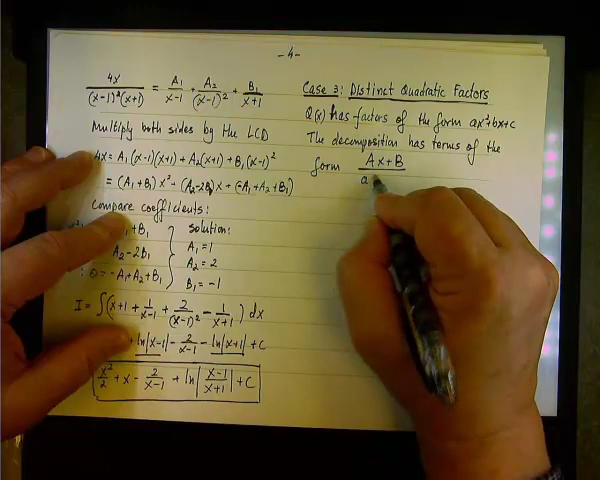 -4-
4x / (x-1)²(x+1) = A₁ / x-1 + A₂ / (x-1)² + B₁ / x+1
Multiply both sides by the LCD
4x = A₁(x-1)(x+1) + A₂(x+1) + B₁(x-1)²
= (A₁+B₁)x² + (A₂-2B₁)x + (-A₁+A₂+B₁)
Compare coefficients:
+B₁
A₂-2B₁
: 0 = -A₁+A₂+B₁
solution:
A₁ = 1
A₂ = 2
B₁ = -1
I = ∫(x+1 + 1/x-1 + 2/(x-1)² - 1/x+1) dx
+ ln|x-1| - 2/x-1 - ln|x+1| + C
x²/2 + x - 2/x-1 + ln|x-1/x+1| + C
Case 3: Distinct Quadratic Factors
Q(x) has factors of the form ax²+bx+c
The decomposition has terms of the
form Ax+B / a